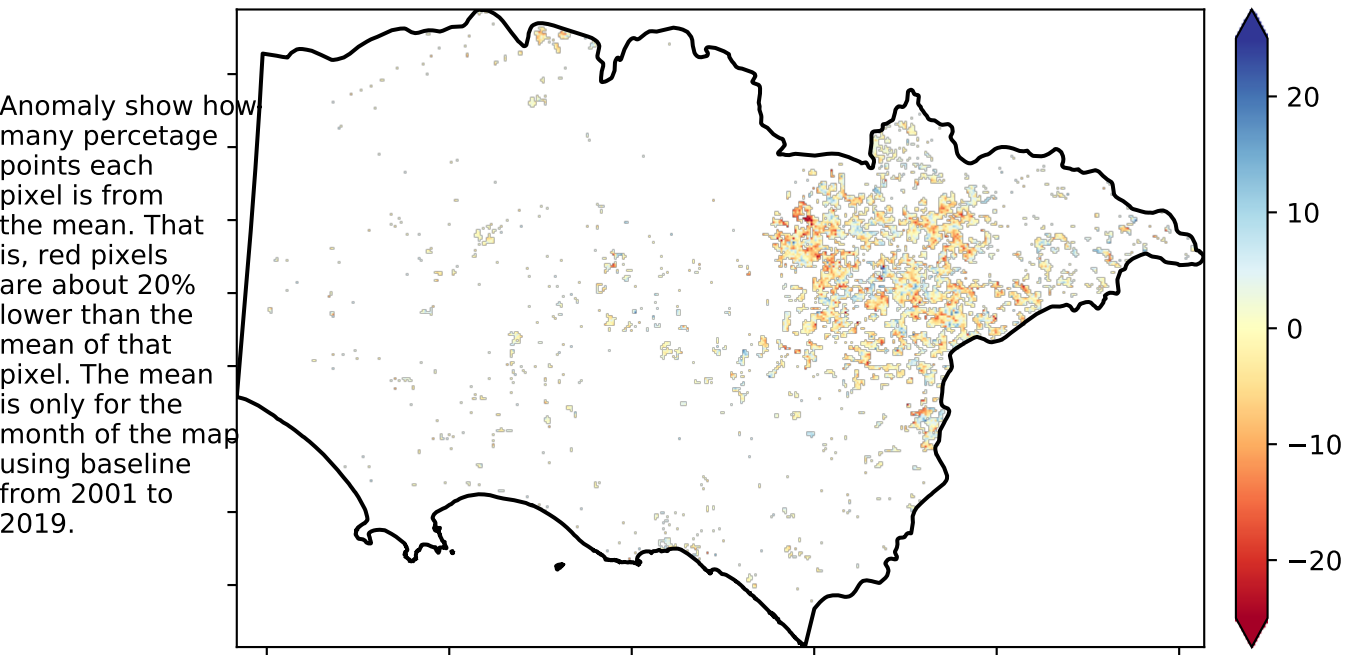 Anomaly show how
many percetage
points each
pixel is from
the mean. That
is, red pixels
are about 20%
lower than the
mean of that
pixel. The mean
is only for the
month of the map
using baseline
from 2001 to
2019.
20
10
0
−10
−20